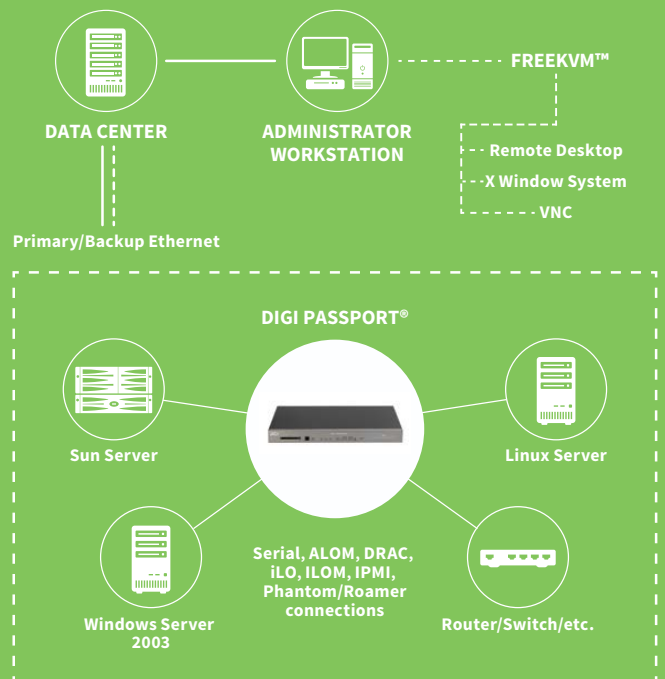 DATA CENTER
ADMINISTRATOR
WORKSTATION
FREEKVM™
Remote Desktop
X Window System
VNC
Primary/Backup Ethernet
DIGI PASSPORT®
Sun Server
Linux Server
Serial, ALOM, DRAC,
iLO, ILOM, IPMI,
Phantom/Roamer
connections
Windows Server
2003
Router/Switch/etc.